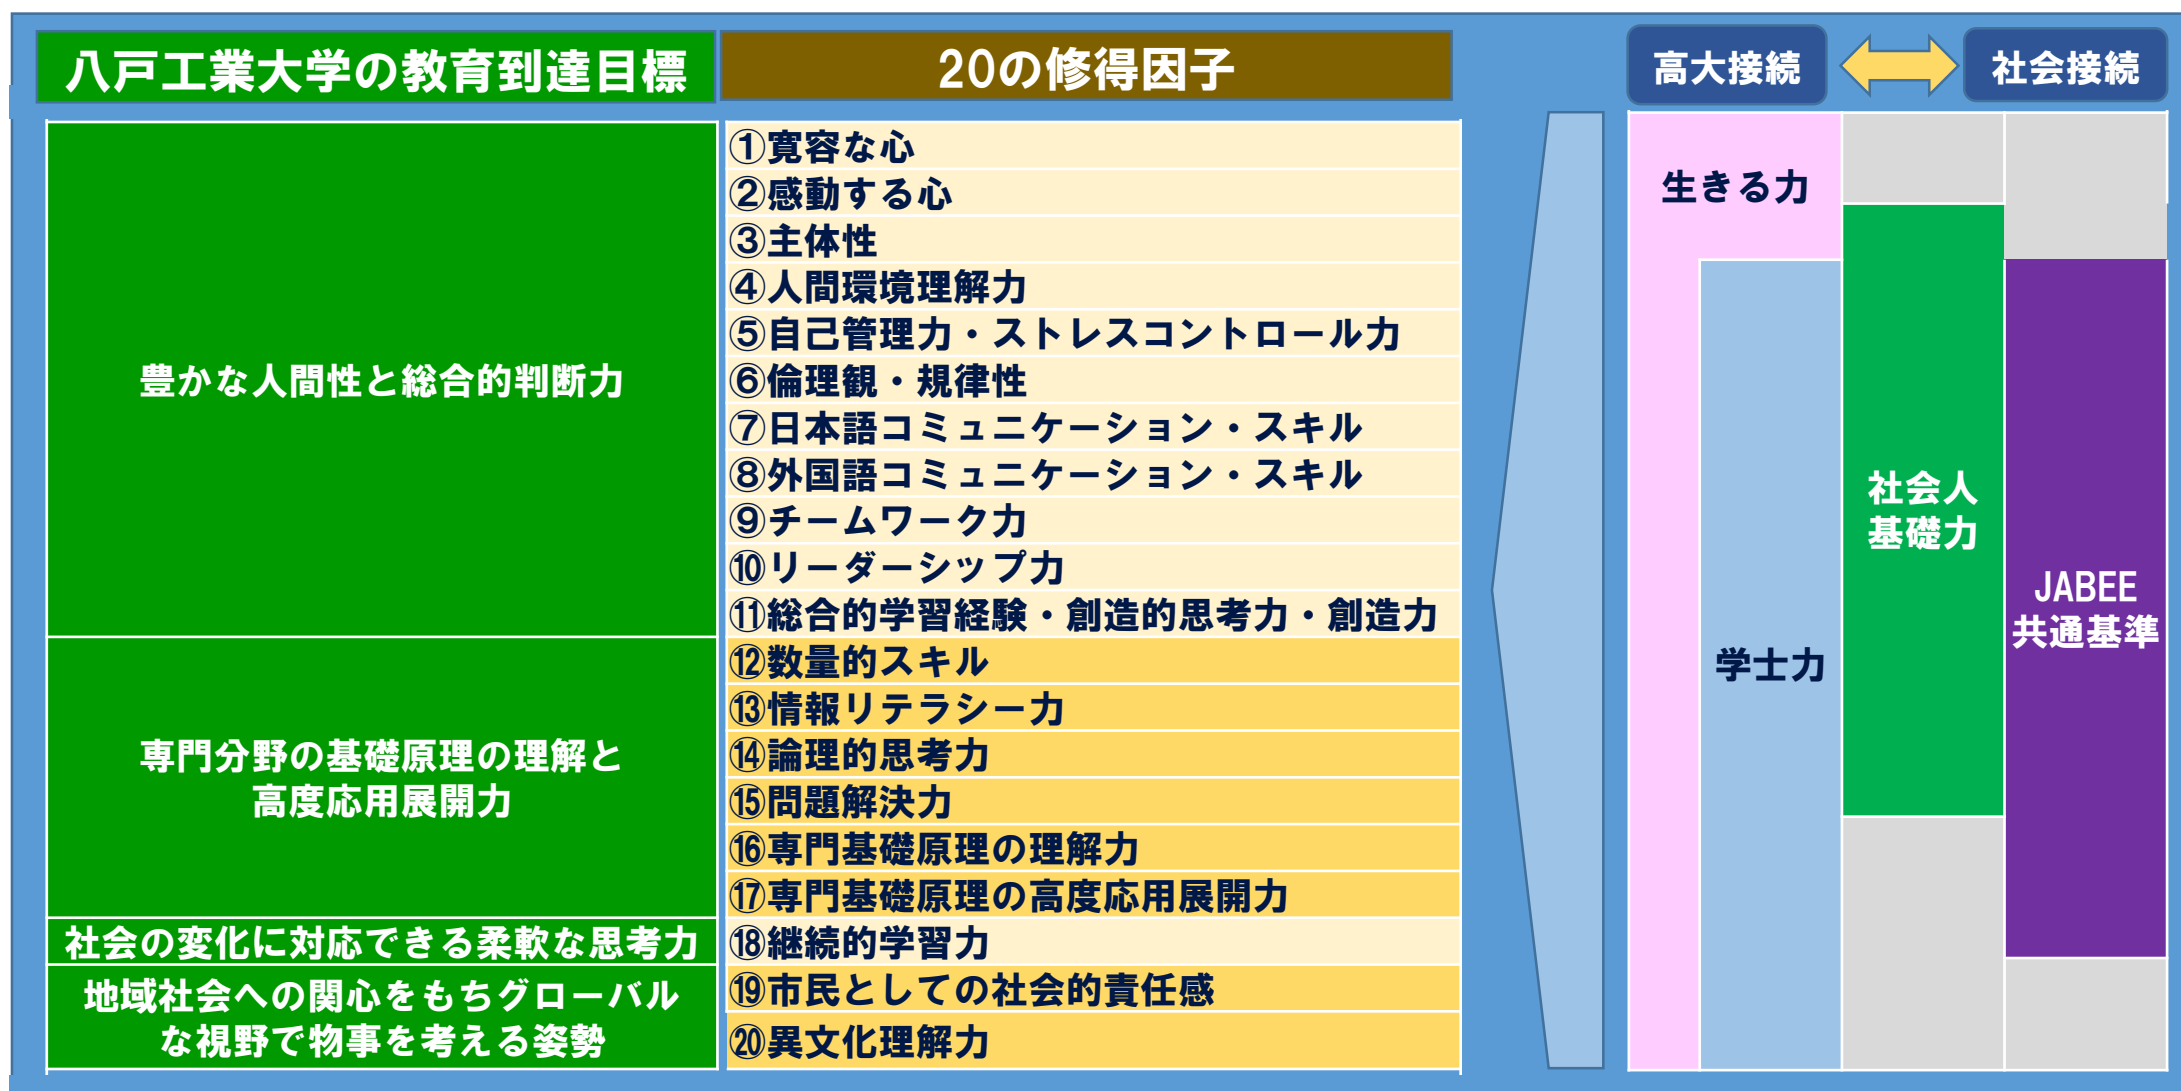 八戸工業大学の教育到達目標
20の修得因子
高大接続
社会接続
豊かな人間性と総合的判断力
①寛容な心
②感動する心
③主体性
④人間環境理解力
⑤自己管理力・ストレスコントロール力
⑥倫理観・規律性
⑦日本語コミュニケーション・スキル
⑧外国語コミュニケーション・スキル
⑨チームワーク力
⑩リーダーシップ力
⑪総合的学習経験・創造的思考力・創造力
専門分野の基礎原理の理解と
高度応用展開力
⑫数量的スキル
⑬情報リテラシー力
⑭論理的思考力
⑮問題解決力
⑯専門基礎原理の理解力
⑰専門基礎原理の高度応用展開力
社会の変化に対応できる柔軟な思考力
⑱継続的学習力
地域社会への関心をもちグローバル
な視野で物事を考える姿勢
⑲市民としての社会的責任感
⑳異文化理解力
生きる力
学士力
社会人
基礎力
JABEE
共通基準